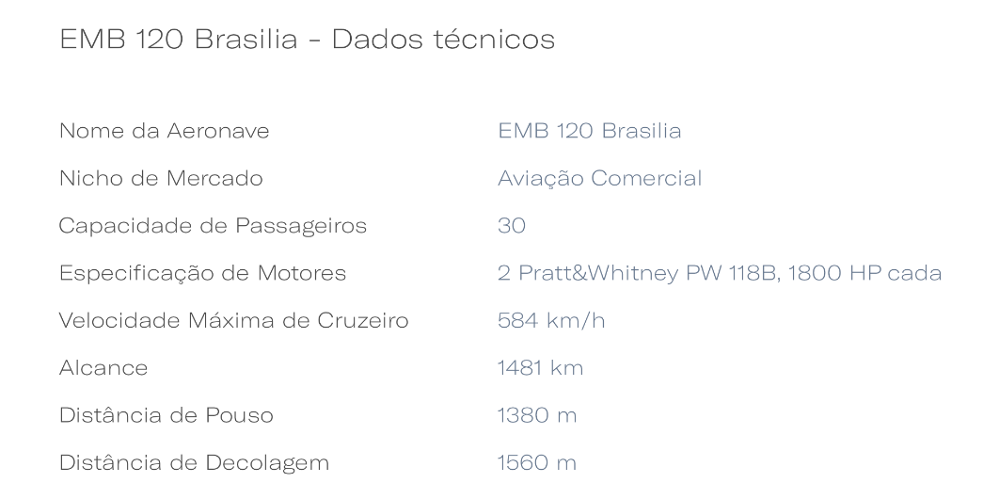 EMB 120 Brasilia - Dados técnicos
Nome da Aeronave EMB 120 Brasilia
Nicho de Mercado Aviação Comercial
Capacidade de Passageiros 30
Especificação de Motores 2 Pratt&Whitney PW 118B, 1800 HP cada
Velocidade Máxima de Cruzeiro 584 km/h
Alcance 1481 km
Distância de Pouso 1380 m
Distância de Decolagem 1560 m